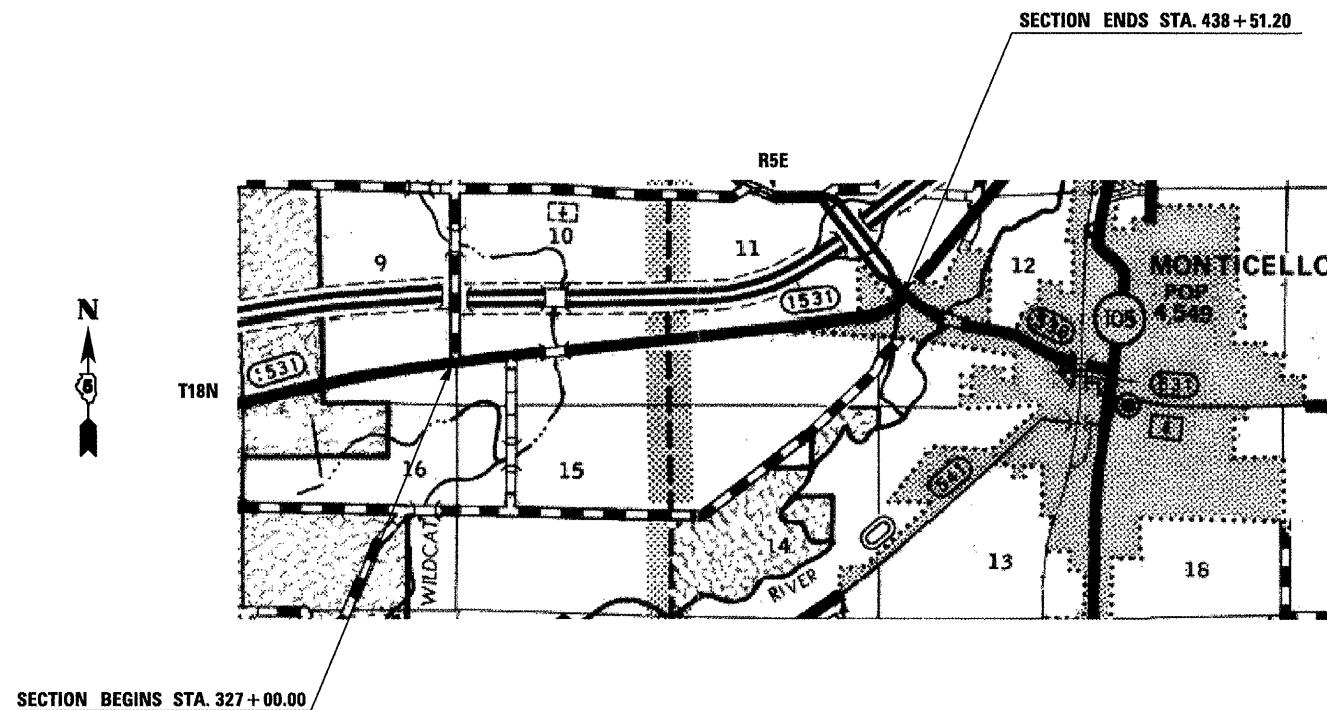 SECTION ENDS STA. 438+51.20
R5E
9
10
11
12
MONTICELLO
POP
4,549
1531
105
N
5
T18N
16
15
14
13
18
WILDCAT
RIVER
SECTION BEGINS STA. 327+00.00